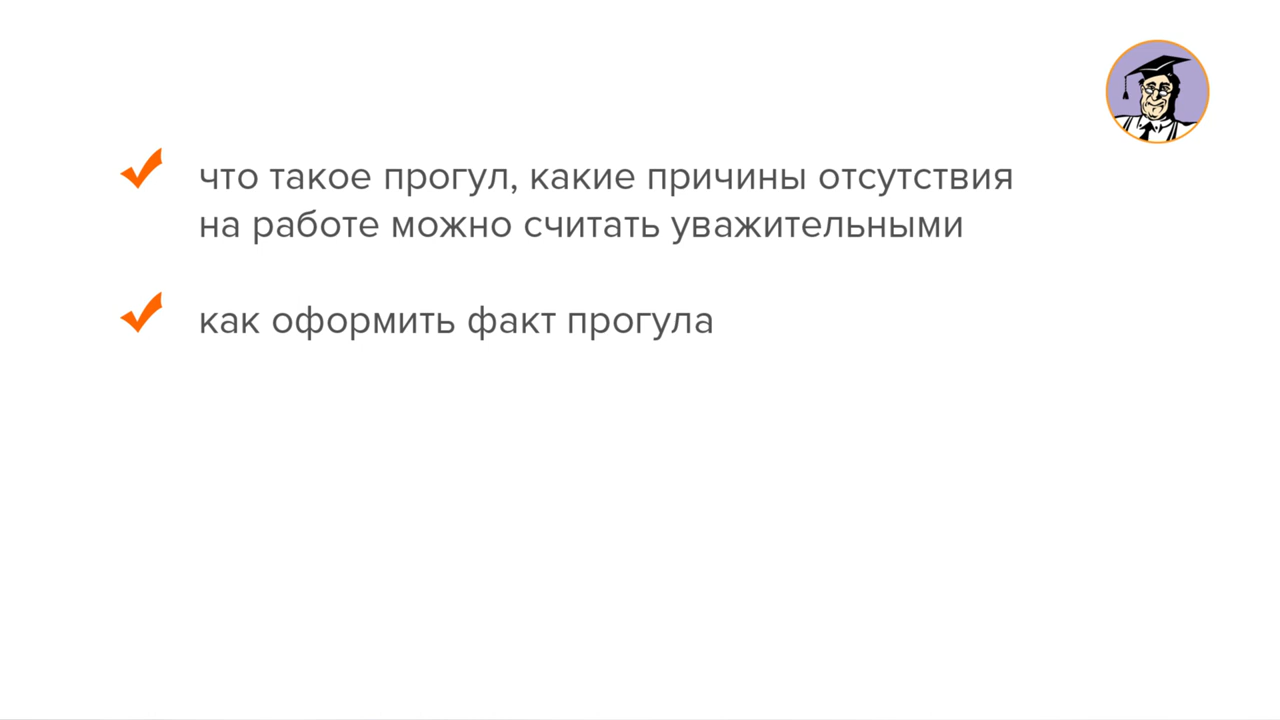 что такое прогул, какие причины отсутствия
на работе можно считать уважительными
как оформить факт прогула